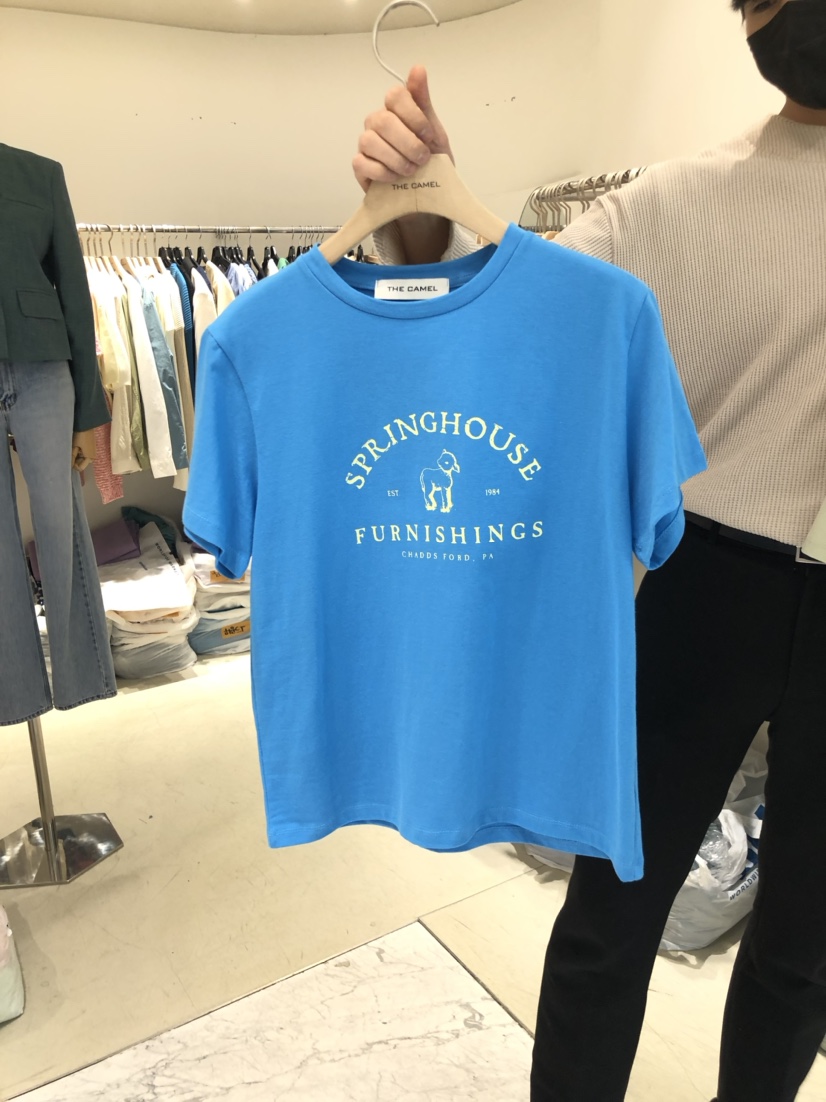 THE CAMEL
THE CAMEL
SPRINGHOUSE
EST. 1984
FURNISHINGS
CHADDS FORD, PA